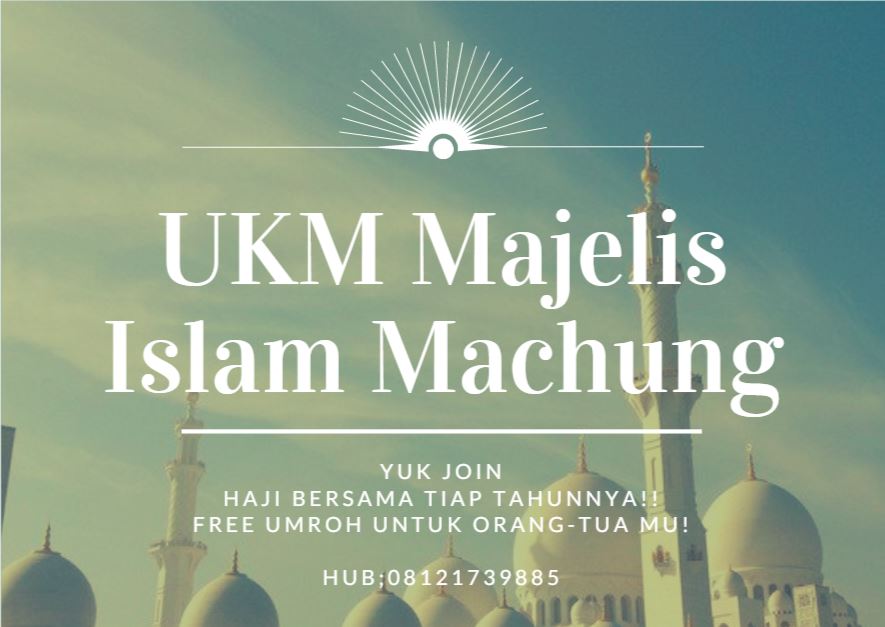 UKM Majelis
Islam Machung
YUK JOIN
HAJI BERSAMA TIAP TAHUNNYA!!
FREE UMROH UNTUK ORANG-TUA MU!
HUB;08121739885